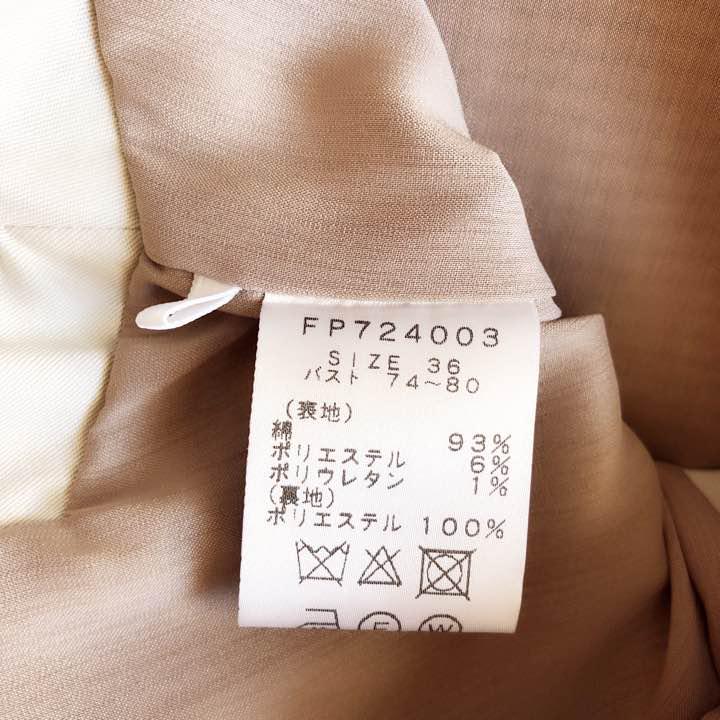 FP724003
SIZE 36
バスト 74～80
(裏地)
綿 93%
ポリエステル 6%
ポリウレタン 1%
(裏地)
ポリエステル 100%
F W